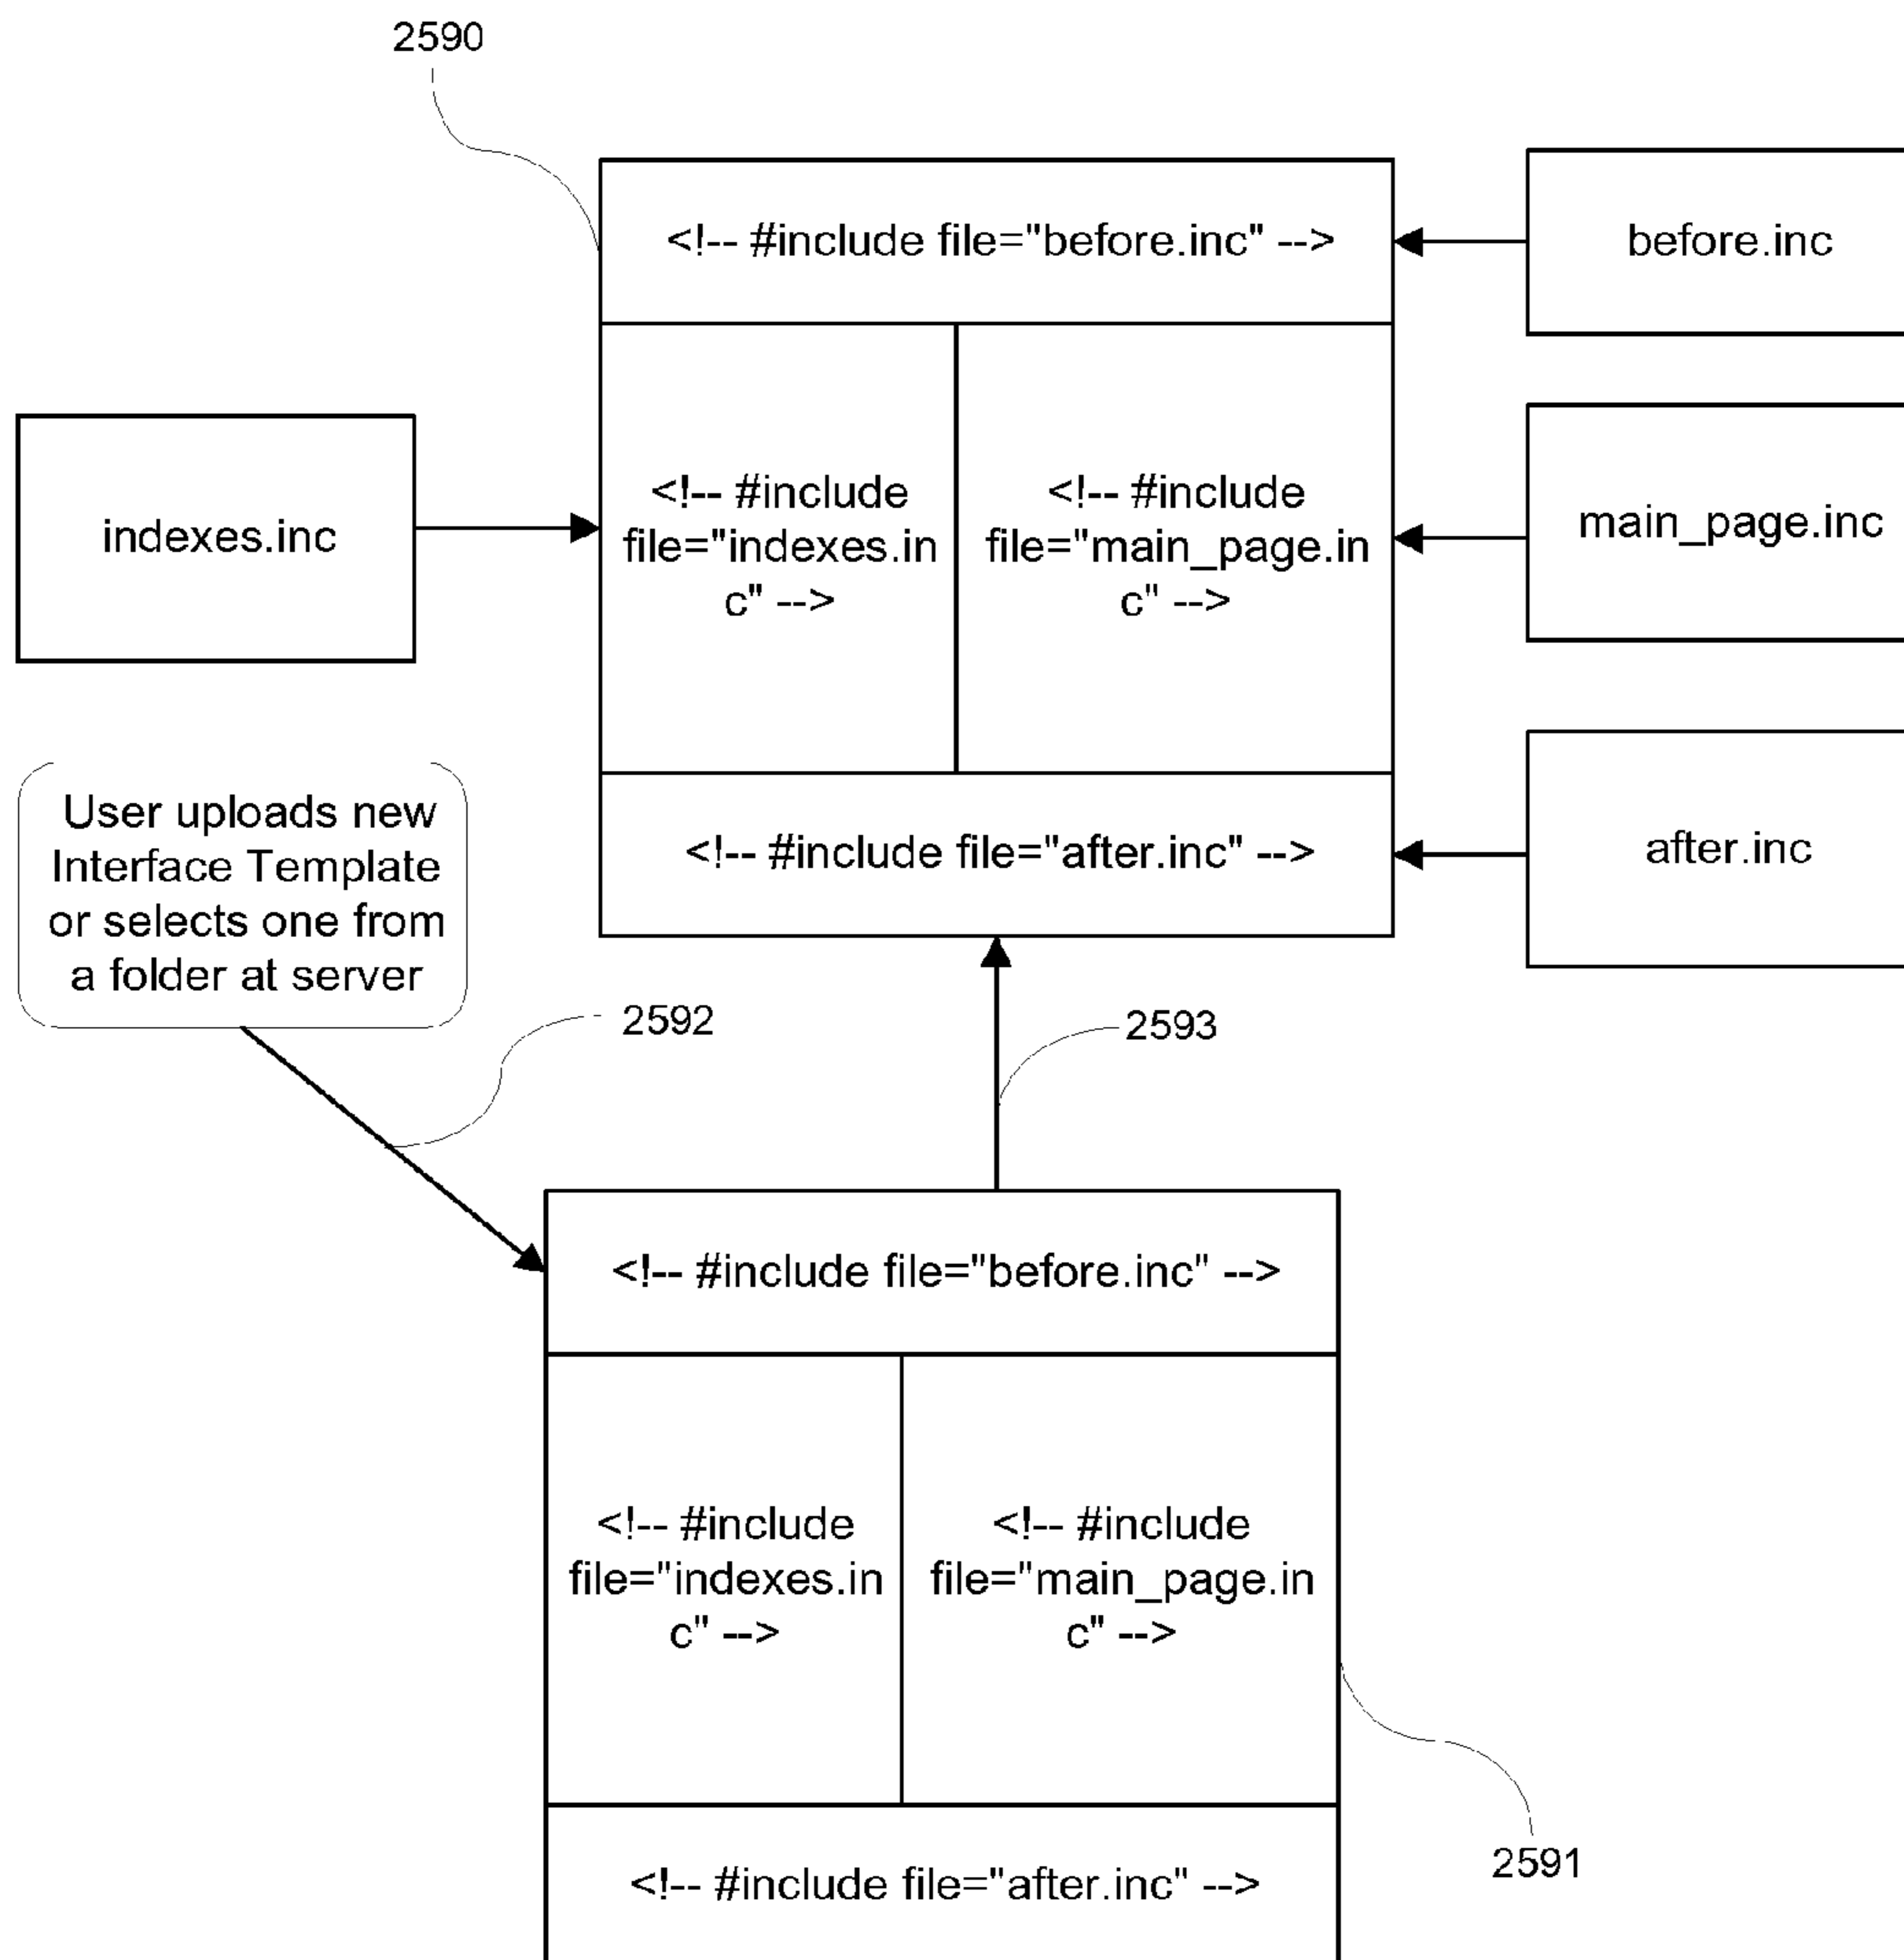 2590
<!-- #include file="before.inc" -->
before.inc
indexes.inc
<!-- #include
file="indexes.in
c" -->
<!-- #include
file="main_page.in
c" -->
main_page.inc
<!-- #include file="after.inc" -->
after.inc
User uploads new
Interface Template
or selects one from
a folder at server
2592
2593
<!-- #include file="before.inc" -->
<!-- #include
file="indexes.in
c" -->
<!-- #include
file="main_page.in
c" -->
2591
<!-- #include file="after.inc" -->